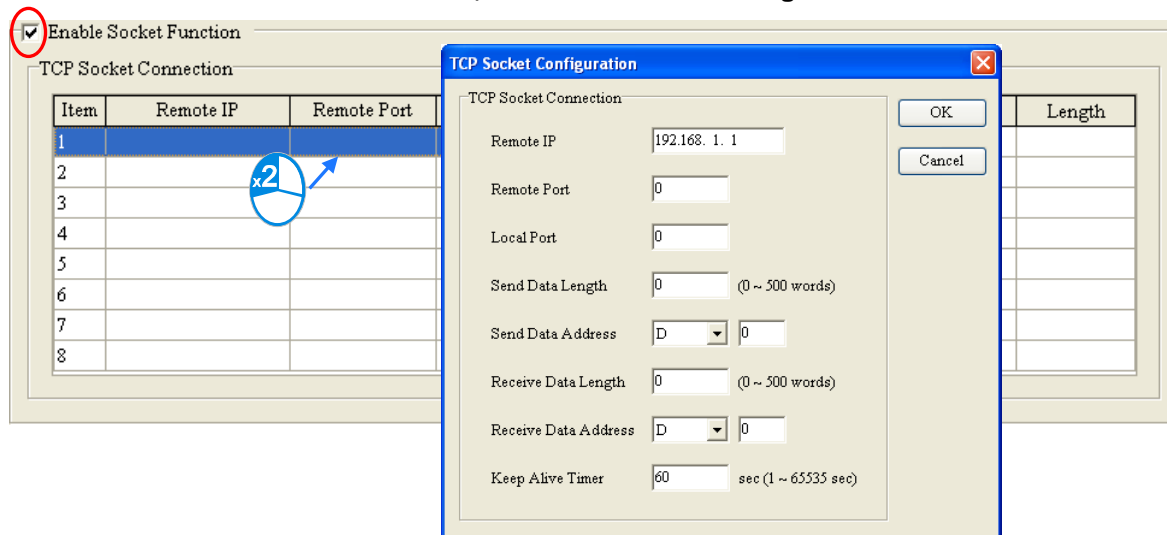 Enable Socket Function
TCP Socket Connection
Item Remote IP Remote Port Length
1
2
3
4
5
6
7
8
x2
TCP Socket Configuration
TCP Socket Connection
OK
Cancel
Remote IP 192.168. 1. 1
Remote Port 0
Local Port 0
Send Data Length 0 (0 ~ 500 words)
Send Data Address D 0
Receive Data Length 0 (0 ~ 500 words)
Receive Data Address D 0
Keep Alive Timer 60 sec (1 ~ 65535 sec)